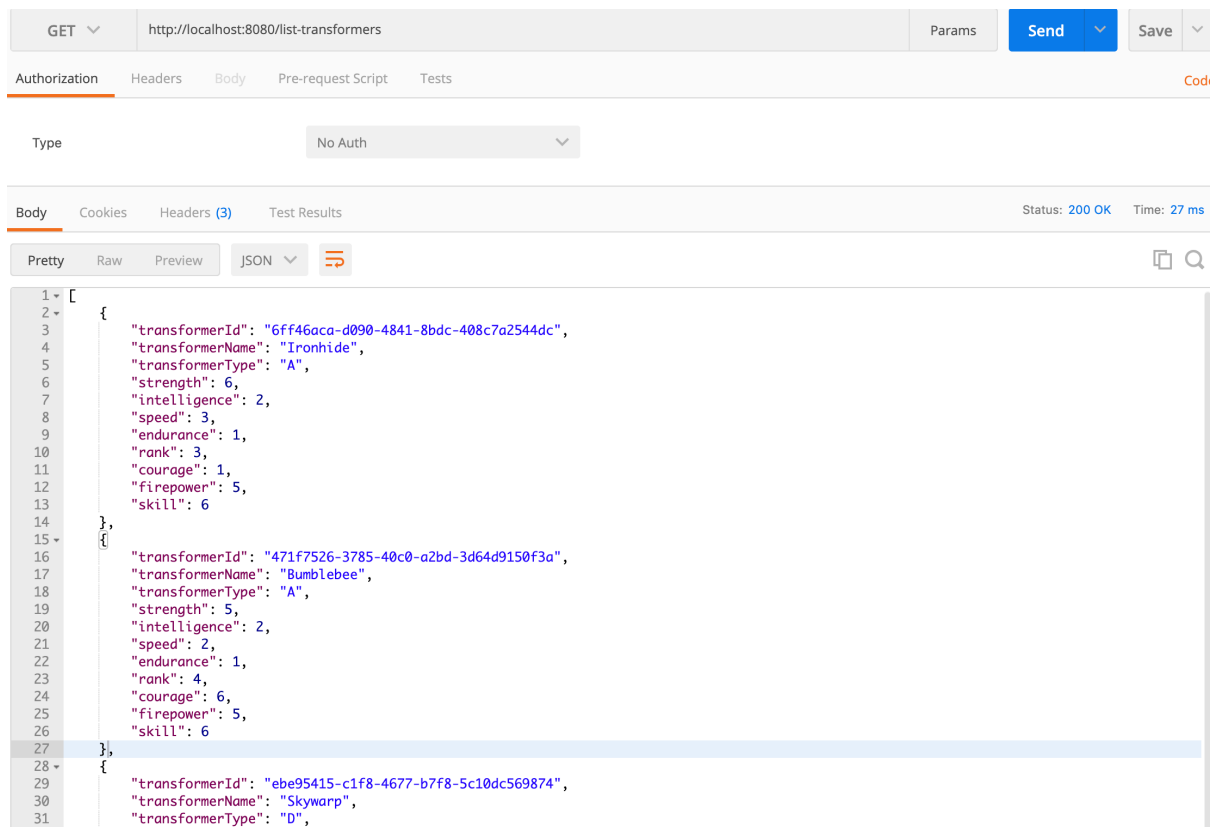 GET http://localhost:8080/list-transformers Params Send Save
Authorization Headers Body Pre-request Script Tests Code
Type No Auth
Body Cookies Headers (3) Test Results Status: 200 OK Time: 27 ms
Pretty Raw Preview JSON
1 [
2 {
3 "transformerId": "6ff46aca-d090-4841-8bdc-408c7a2544dc",
4 "transformerName": "Ironhide",
5 "transformerType": "A",
6 "strength": 6,
7 "intelligence": 2,
8 "speed": 3,
9 "endurance": 1,
10 "rank": 3,
11 "courage": 1,
12 "firepower": 5,
13 "skill": 6
14 },
15 {
16 "transformerId": "471f7526-3785-40c0-a2bd-3d64d9150f3a",
17 "transformerName": "Bumblebee",
18 "transformerType": "A",
19 "strength": 5,
20 "intelligence": 2,
21 "speed": 2,
22 "endurance": 1,
23 "rank": 4,
24 "courage": 6,
25 "firepower": 5,
26 "skill": 6
27 },
28 {
29 "transformerId": "ebe95415-c1f8-4677-b7f8-5c10dc569874",
30 "transformerName": "Skywarp",
31 "transformerType": "D",